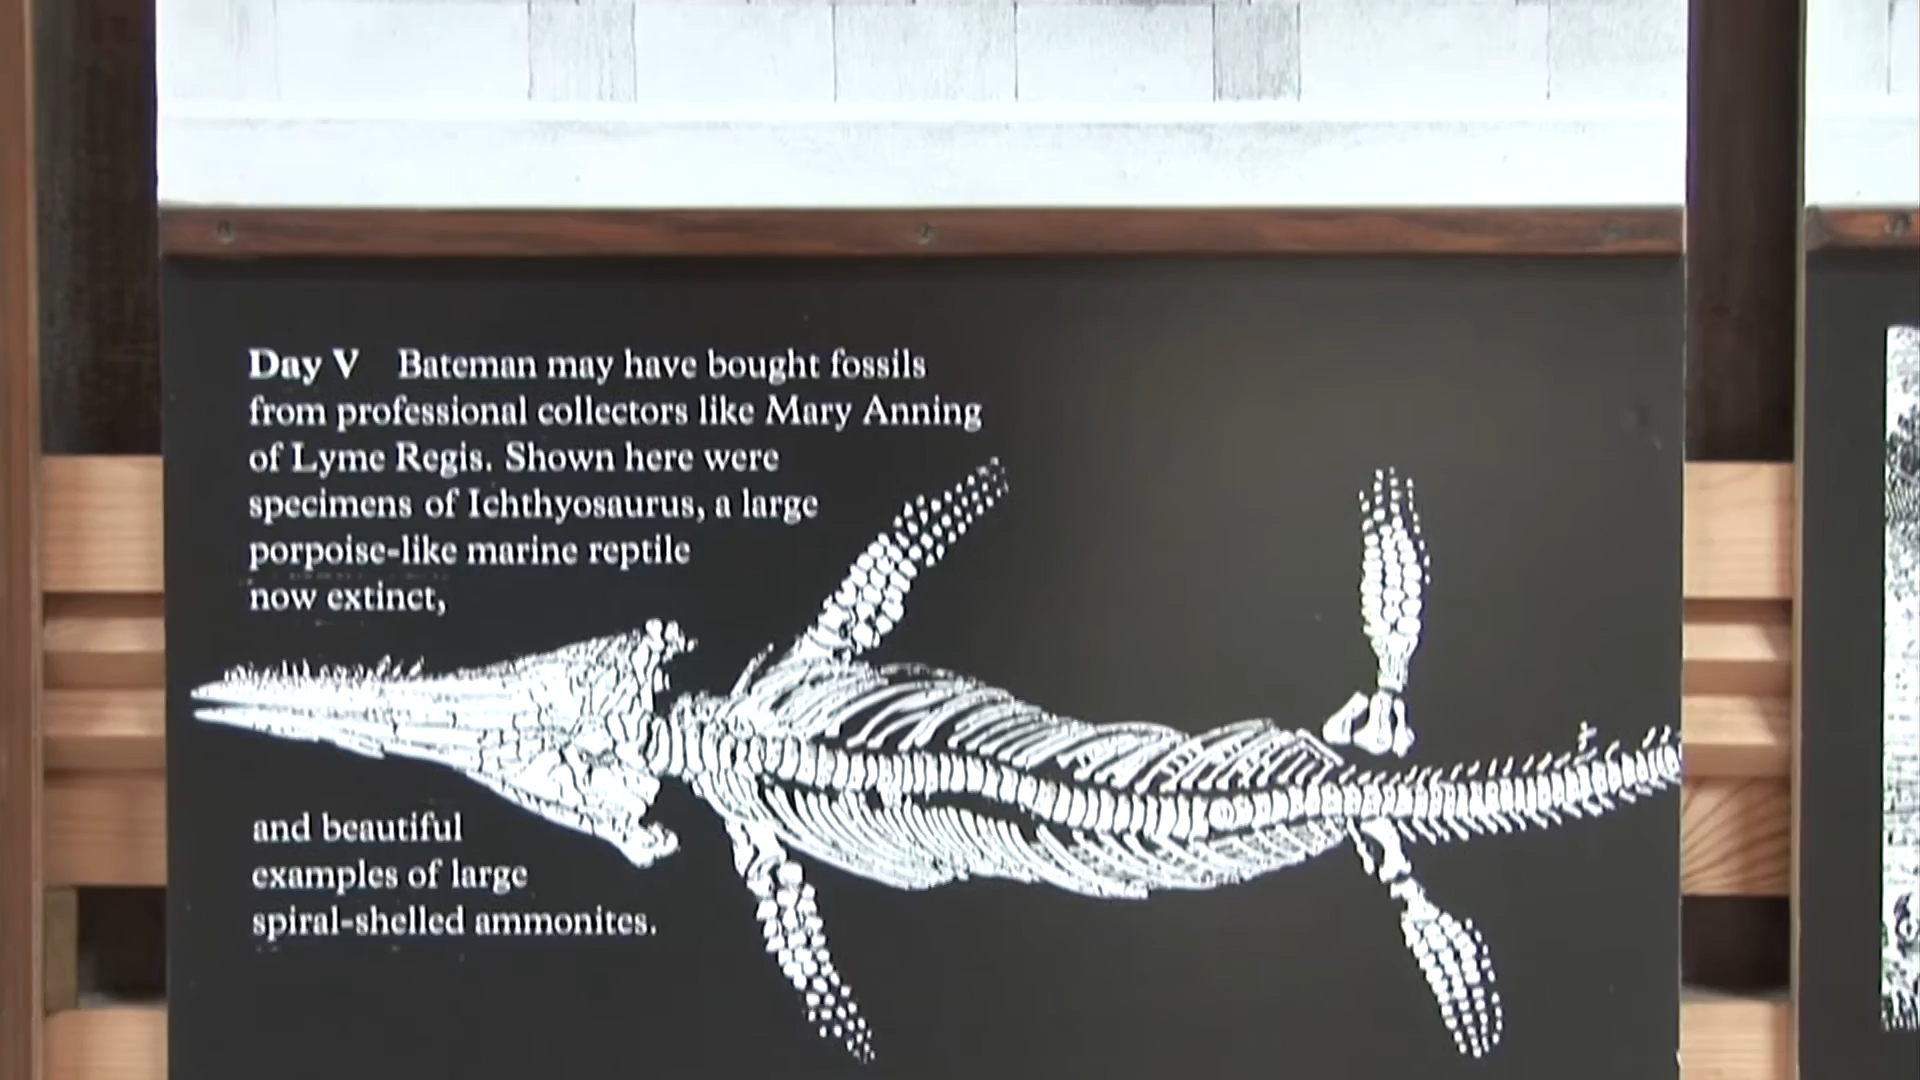 Day V Bateman may have bought fossils
from professional collectors like Mary Anning
of Lyme Regis. Shown here were
specimens of Ichthyosaurus, a large
porpoise-like marine reptile
now extinct,
and beautiful
examples of large
spiral-shelled ammonites.